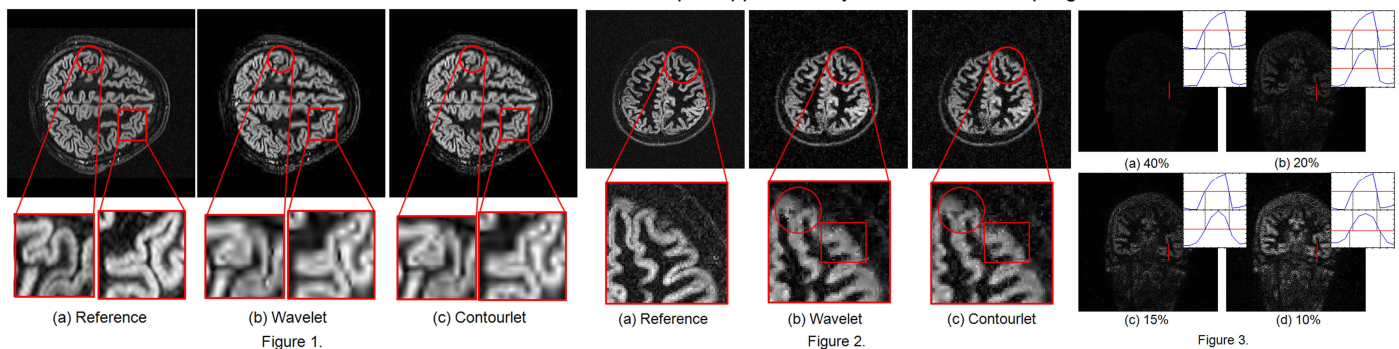 (a) Reference
(b) Wavelet
(c) Contourlet
Figure 1.
(a) Reference
(b) Wavelet
(c) Contourlet
Figure 2.
(a) 40%
(b) 20%
(c) 15%
(d) 10%
Figure 3.